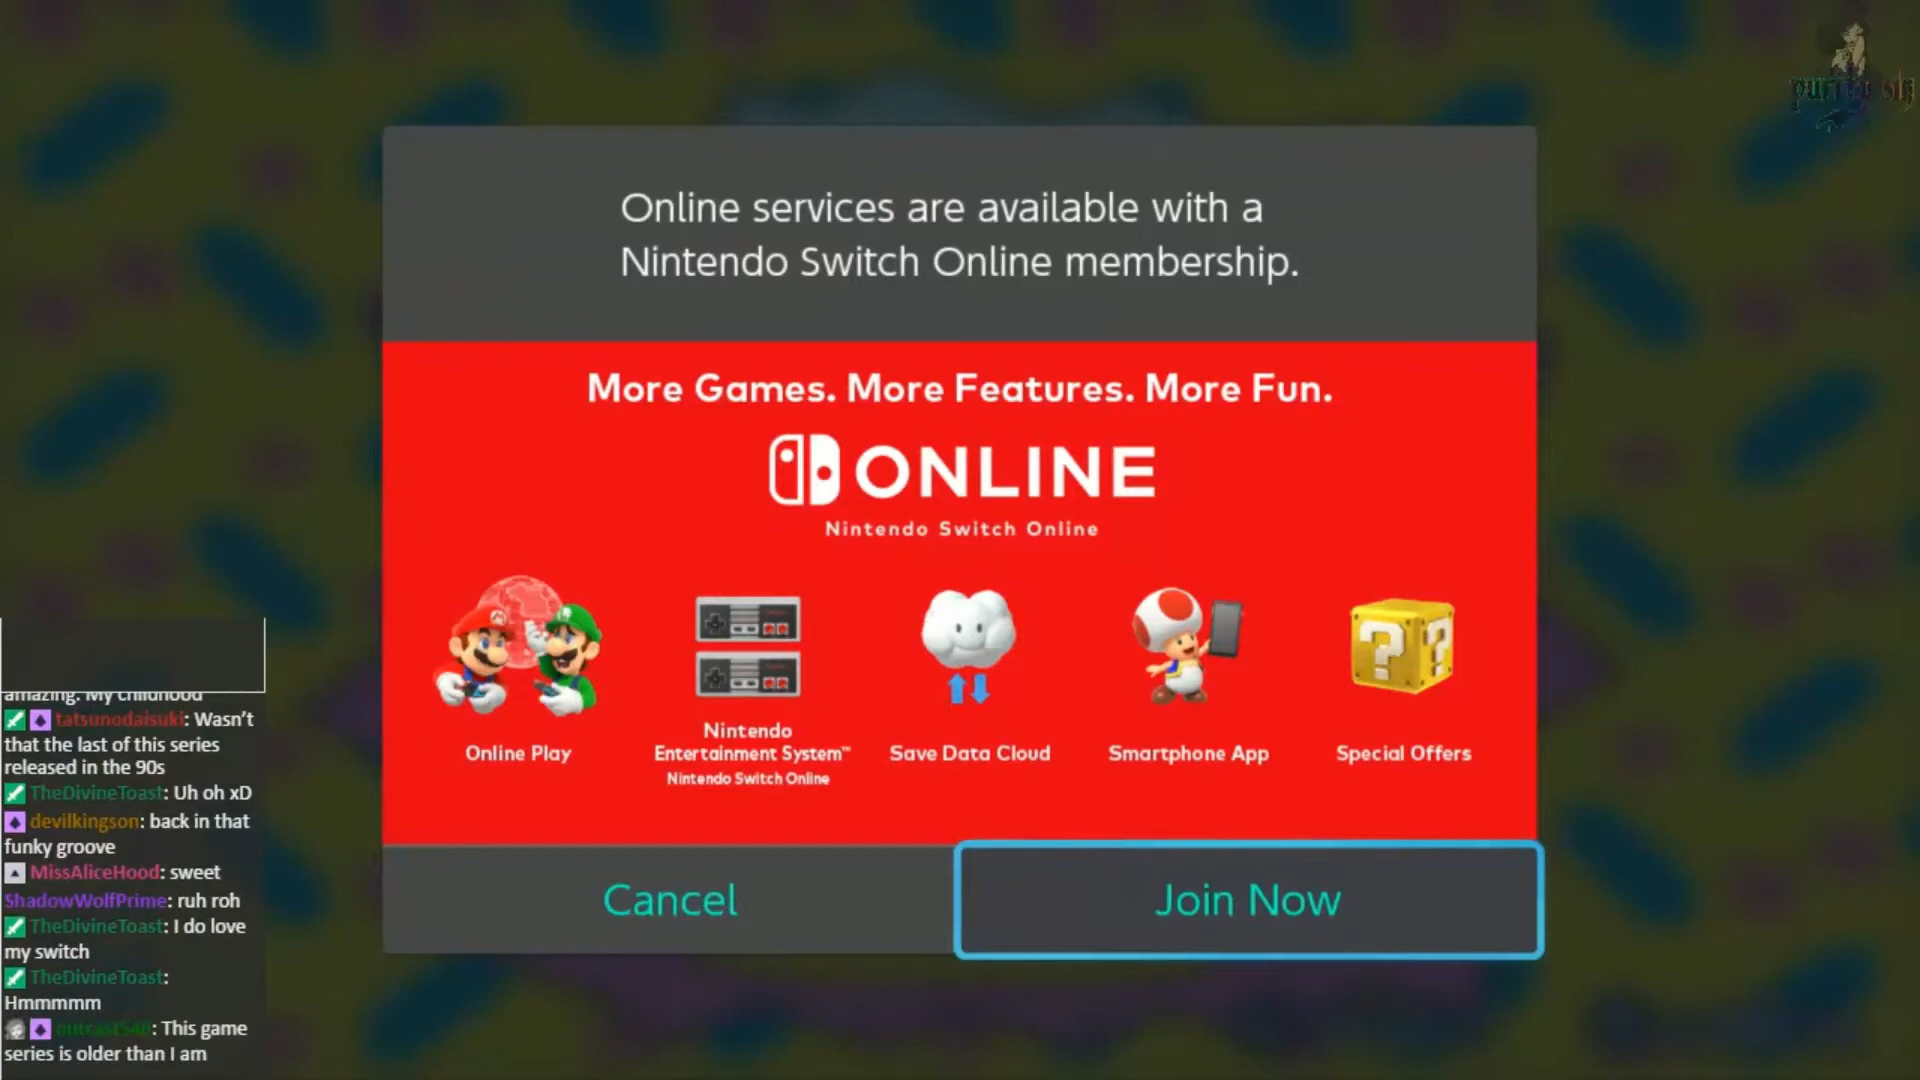 Online services are available with a
Nintendo Switch Online membership.
More Games. More Features. More Fun.
ONLINE
Nintendo Switch Online
Online Play
Nintendo
Entertainment System™
Nintendo Switch Online
Save Data Cloud
Smartphone App
Special Offers
Cancel
Join Now
amazing. My childhood
tatsunodaisuki: Wasn't
that the last of this series
released in the 90s
TheDivineToast: Uh oh xD
devilkingson: back in that
funky groove
MissAliceHood: sweet
ShadowWolfPrime: ruh roh
TheDivineToast: I do love
my switch
TheDivineToast:
Hmmmmm
: This game
series is older than I am